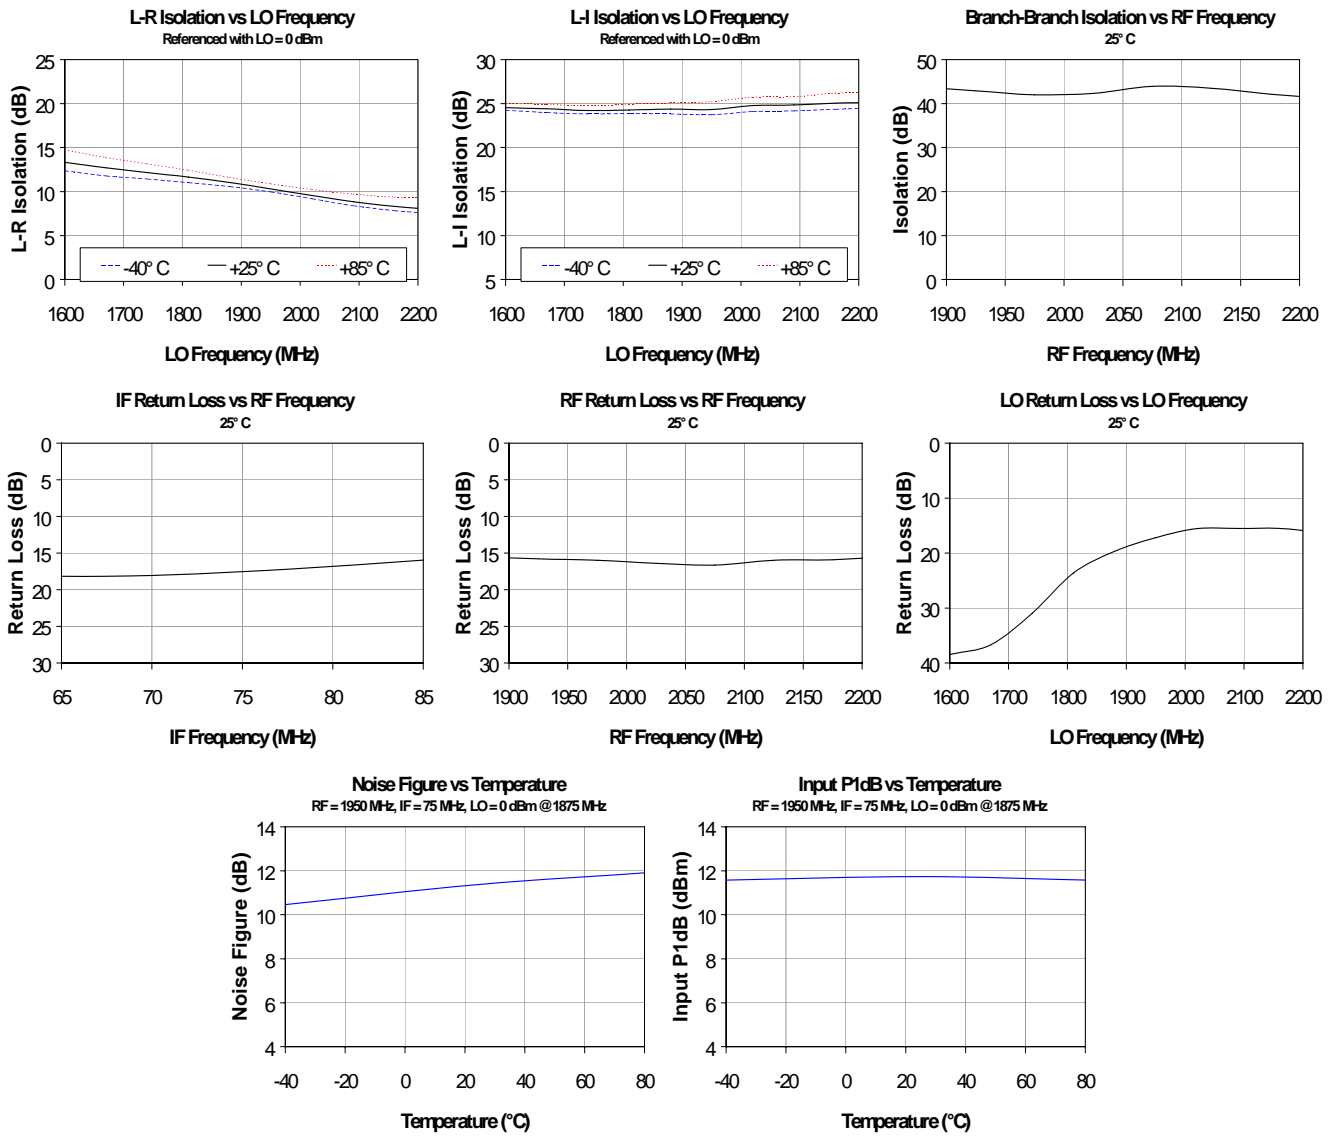 L-R Isolation vs LO Frequency
Referenced with LO = 0 dBm
L-R Isolation (dB)
25
20
15
10
5
0
-40° C
+25° C
+85° C
1600 1700 1800 1900 2000 2100 2200
LO Frequency (MHz)
L-I Isolation vs LO Frequency
Referenced with LO = 0 dBm
L-I Isolation (dB)
30
25
20
15
10
5
-40° C
+25° C
+85° C
1600 1700 1800 1900 2000 2100 2200
LO Frequency (MHz)
Branch-Branch Isolation vs RF Frequency
25° C
Isolation (dB)
50
40
30
20
10
0
1900 1950 2000 2050 2100 2150 2200
RF Frequency (MHz)
IF Return Loss vs RF Frequency
25° C
Return Loss (dB)
0
5
10
15
20
25
30
65 70 75 80 85
IF Frequency (MHz)
RF Return Loss vs RF Frequency
25° C
Return Loss (dB)
0
5
10
15
20
25
30
1900 1950 2000 2050 2100 2150 2200
RF Frequency (MHz)
LO Return Loss vs LO Frequency
25° C
Return Loss (dB)
0
10
20
30
40
1600 1700 1800 1900 2000 2100 2200
LO Frequency (MHz)
Noise Figure vs Temperature
RF = 1950 MHz, IF = 75 MHz, LO = 0 dBm @ 1875 MHz
Noise Figure (dB)
14
12
10
8
6
4
-40 -20 0 20 40 60 80
Temperature (°C)
Input P1dB vs Temperature
RF = 1950 MHz, IF = 75 MHz, LO = 0 dBm @ 1875 MHz
Input P1dB (dBm)
14
12
10
8
6
4
-40 -20 0 20 40 60 80
Temperature (°C)